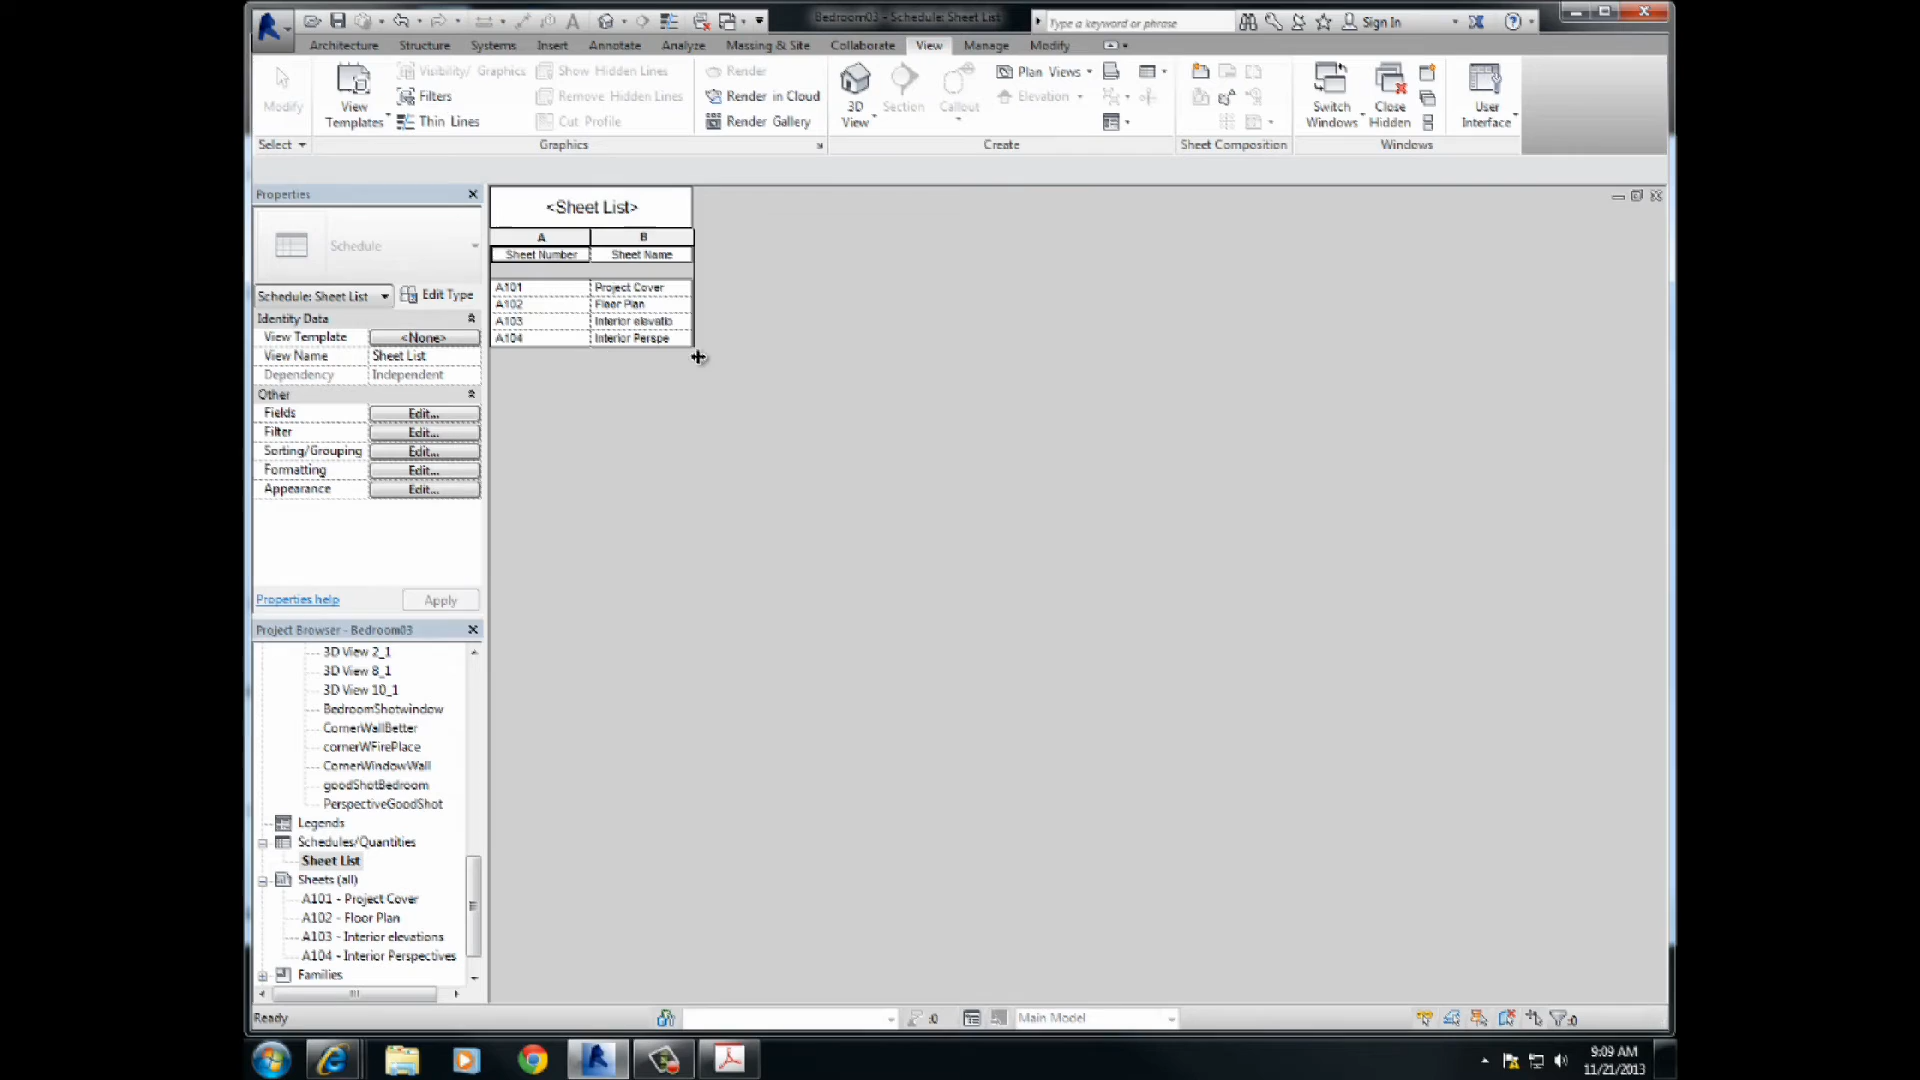 Bedroom03 - Schedule: Sheet List
Type a keyword or phrase
Sign In
Architecture Structure Systems Insert Annotate Analyze Massing & Site Collaborate View Manage Modify
Modify
View Templates
Visibility/ Graphics
Filters
Thin Lines
Show Hidden Lines
Remove Hidden Lines
Cut Profile
Render
Render in Cloud
Render Gallery
3D View
Section
Callout
Plan Views
Elevation
Switch Windows
Close Hidden
User Interface
Select
Graphics
Create
Sheet Composition
Windows
Properties
Schedule
Schedule: Sheet List
Edit Type
Identity Data
View Template <None>
View Name Sheet List
Dependency Independent
Other
Fields Edit...
Filter Edit...
Sorting/Grouping Edit...
Formatting Edit...
Appearance Edit...
Properties help
Apply
<Sheet List>
A B
Sheet Number Sheet Name
A101 Project Cover
A102 Floor Plan
A103 Interior elevatio
A104 Interior Perspe
Project Browser - Bedroom03
3D View 2_1
3D View 8_1
3D View 10_1
BedroomShotwindow
CornerWallBetter
cornerWFirePlace
CornerWindowWall
goodShotBedroom
PerspectiveGoodShot
Legends
Schedules/Quantities
Sheet List
Sheets (all)
A101 - Project Cover
A102 - Floor Plan
A103 - Interior elevations
A104 - Interior Perspectives
Families
Ready
:0
Main Model
:0
9:09 AM
11/21/2013